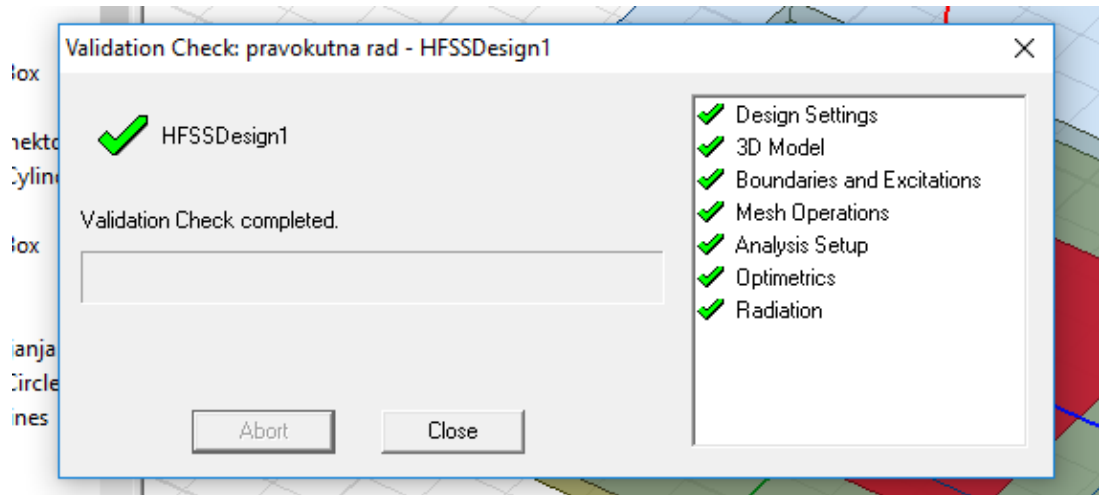 Validation Check: pravokutna rad - HFSSDesign1
HFSSDesign1
Validation Check completed.
Abort
Close
Design Settings
3D Model
Boundaries and Excitations
Mesh Operations
Analysis Setup
Optimetrics
Radiation